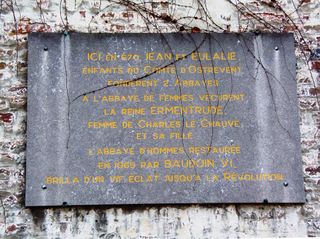 ICI EN 670 JEAN ET EULALIE
ENFANTS DU COMTE D'OSTREVENT
FONDERENT 2 ABBAYES
A L'ABBAYE DE FEMMES VECURENT
LA REINE ERMENTRUDE,
FEMME DE CHARLES LE CHAUVE,
ET SA FILLE
L'ABBAYE D'HOMMES RESTAUREE
EN 1065 PAR BAUDOIN VI,
BRILLA D'UN VIF ECLAT JUSQU'A LA REVOLUTION